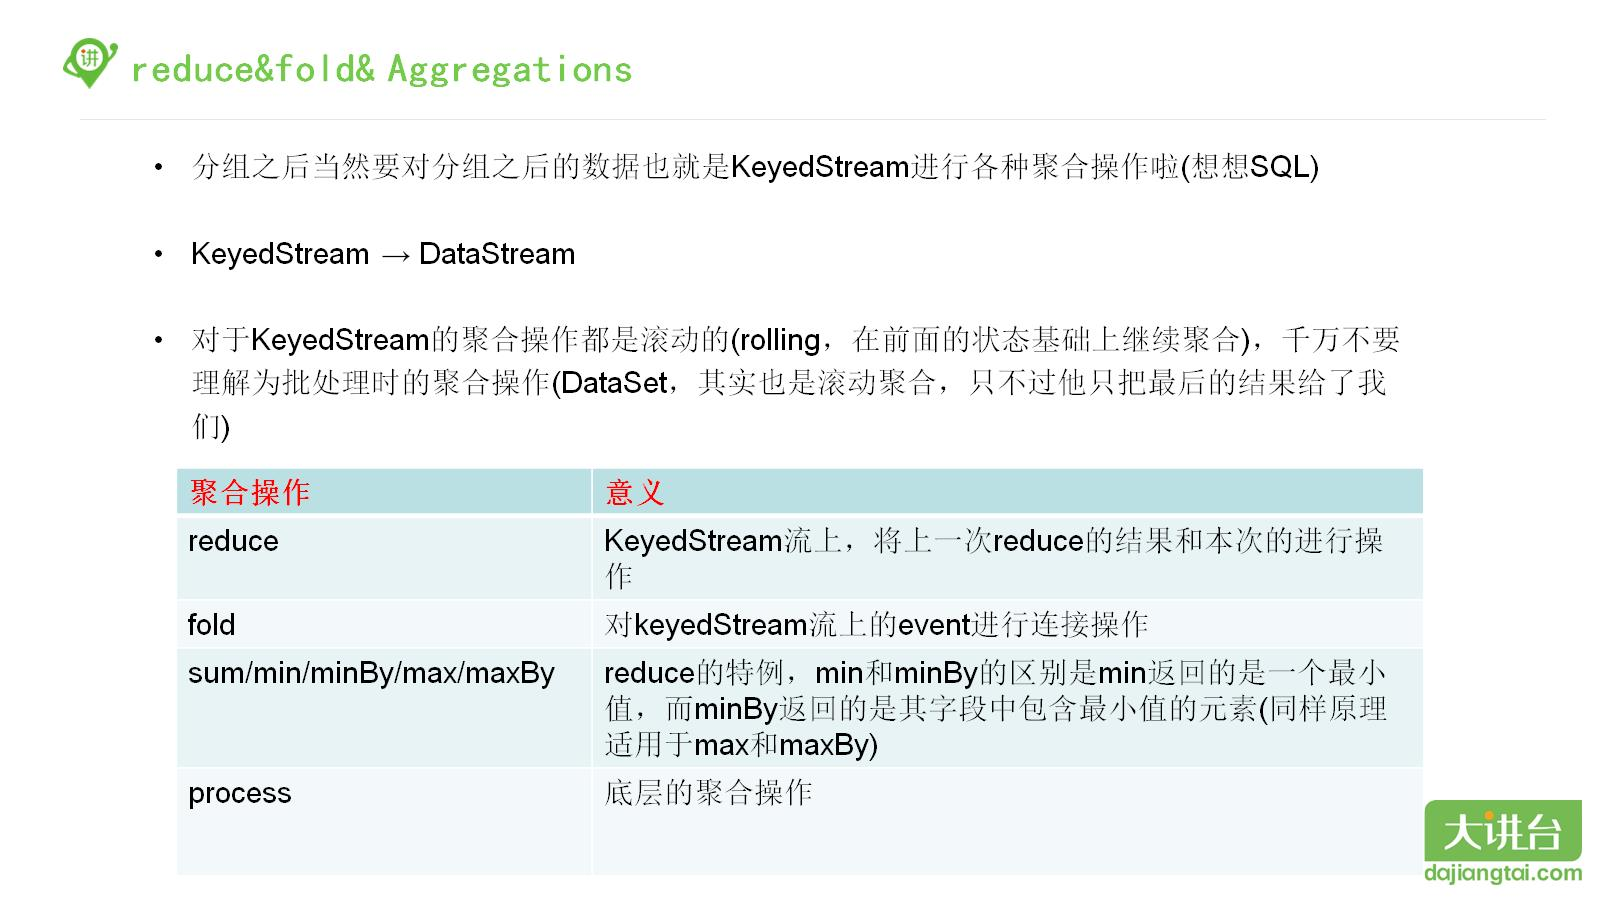 讲
reduce&fold& Aggregations
• 分组之后当然要对分组之后的数据也就是KeyedStream进行各种聚合操作啦(想想SQL)
• KeyedStream → DataStream
• 对于KeyedStream的聚合操作都是滚动的(rolling，在前面的状态基础上继续聚合)，千万不要
理解为批处理时的聚合操作(DataSet，其实也是滚动聚合，只不过他只把最后的结果给了我
们)
聚合操作 意义
reduce KeyedStream流上，将上一次reduce的结果和本次的进行操
作
fold 对keyedStream流上的event进行连接操作
sum/min/minBy/max/maxBy reduce的特例，min和minBy的区别是min返回的是一个最小
值，而minBy返回的是其字段中包含最小值的元素(同样原理
适用于max和maxBy)
process 底层的聚合操作
大讲台
dajiangtai.com